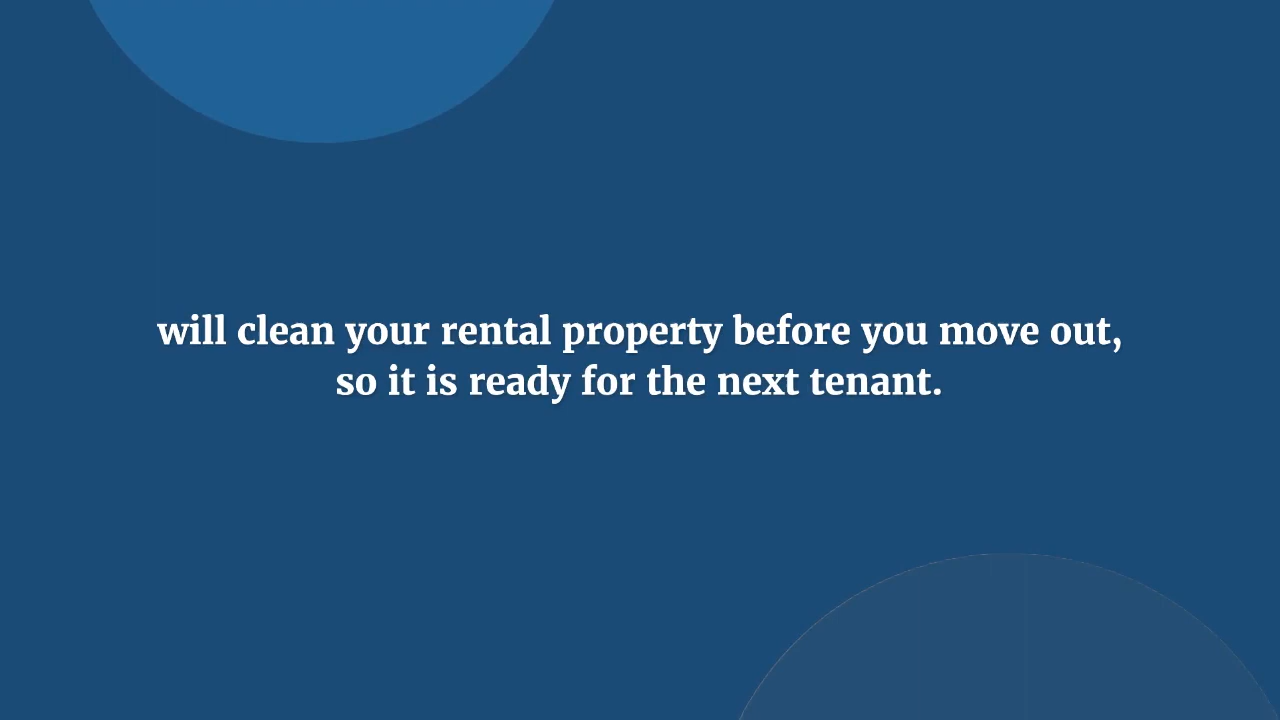 will clean your rental property before you move out,
so it is ready for the next tenant.